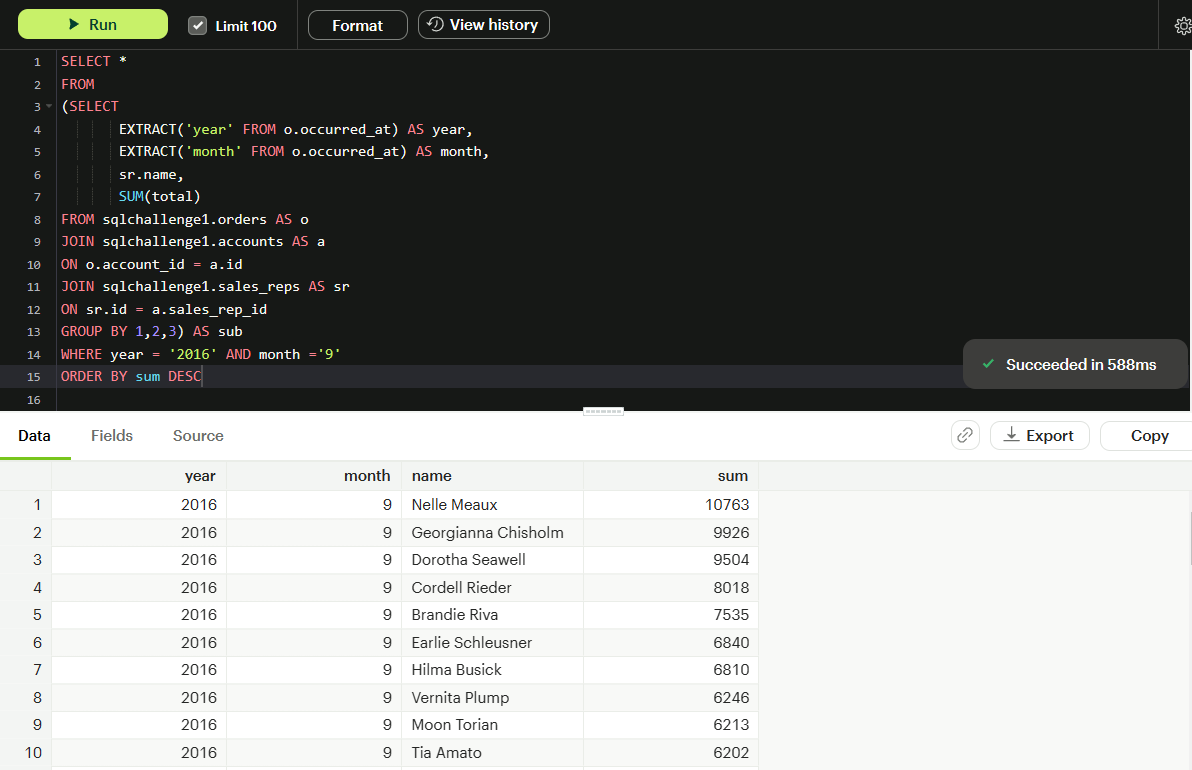 Run Limit 100 Format View history
1 SELECT *
2 FROM
3 (SELECT
4 EXTRACT('year' FROM o.occurred_at) AS year,
5 EXTRACT('month' FROM o.occurred_at) AS month,
6 sr.name,
7 SUM(total)
8 FROM sqlchallenge1.orders AS o
9 JOIN sqlchallenge1.accounts AS a
10 ON o.account_id = a.id
11 JOIN sqlchallenge1.sales_reps AS sr
12 ON sr.id = a.sales_rep_id
13 GROUP BY 1,2,3) AS sub
14 WHERE year = '2016' AND month ='9'
15 ORDER BY sum DESC
Succeeded in 588ms
16
Data Fields Source Export Copy
year month name sum
1 2016 9 Nelle Meaux 10763
2 2016 9 Georgianna Chisholm 9926
3 2016 9 Dorotha Seawell 9504
4 2016 9 Cordell Rieder 8018
5 2016 9 Brandie Riva 7535
6 2016 9 Earlie Schleusner 6840
7 2016 9 Hilma Busick 6810
8 2016 9 Vernita Plump 6246
9 2016 9 Moon Torian 6213
10 2016 9 Tia Amato 6202